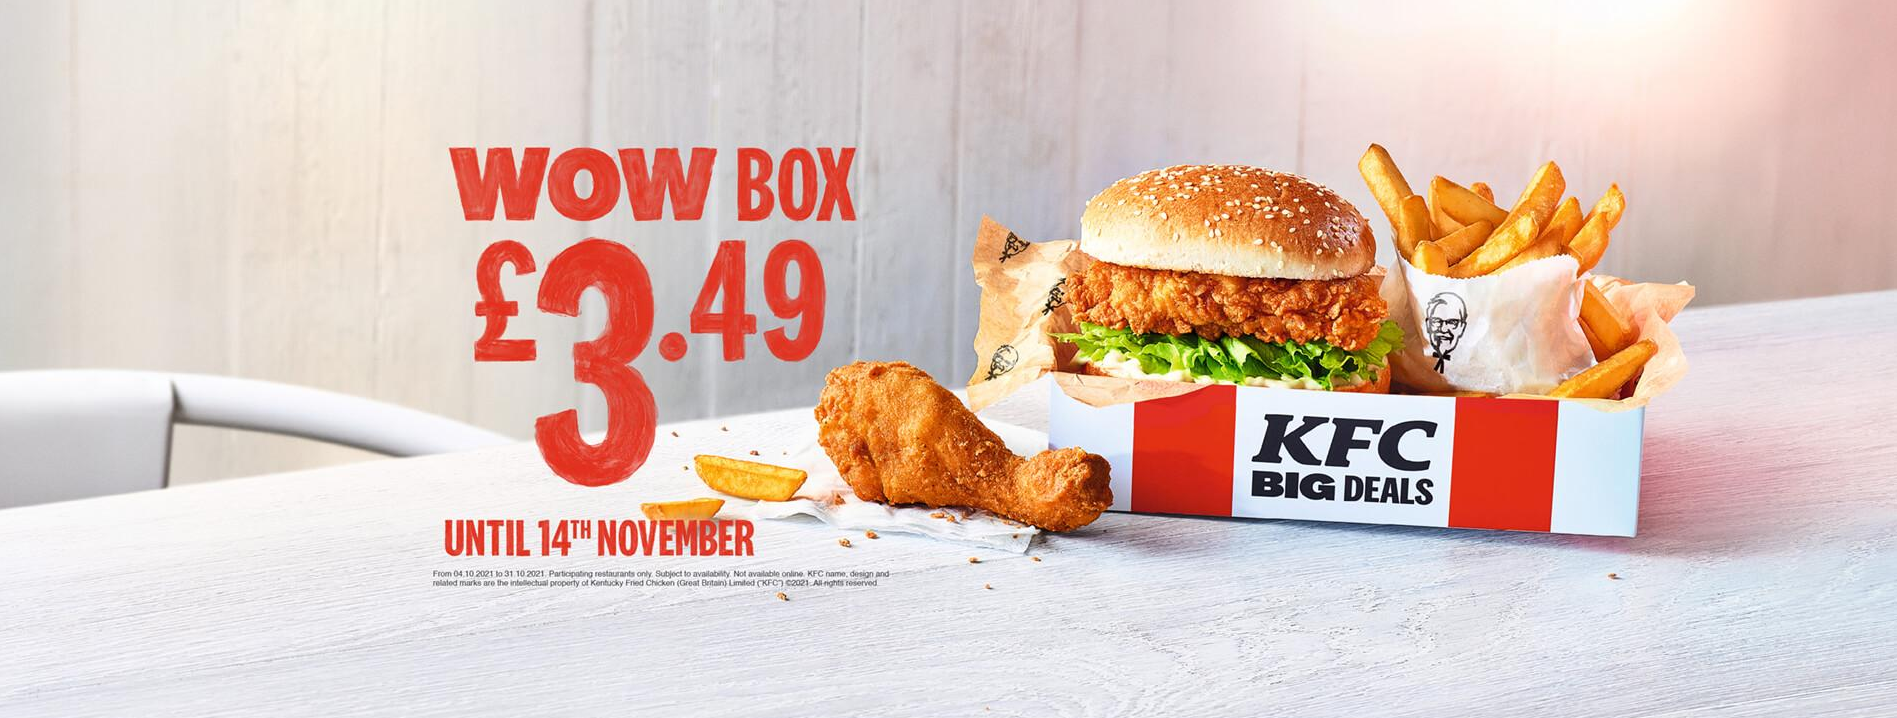 WOW BOX
£3.49
UNTIL 14TH NOVEMBER
From 04.10.2021 to 31.10.2021. Participating restaurants only. Subject to availability. Not available online. KFC name, design and
related marks are the intellectual property of Kentucky Fried Chicken (Great Britain) Limited ("KFC") ©2021. All rights reserved.
KFC
BIG DEALS